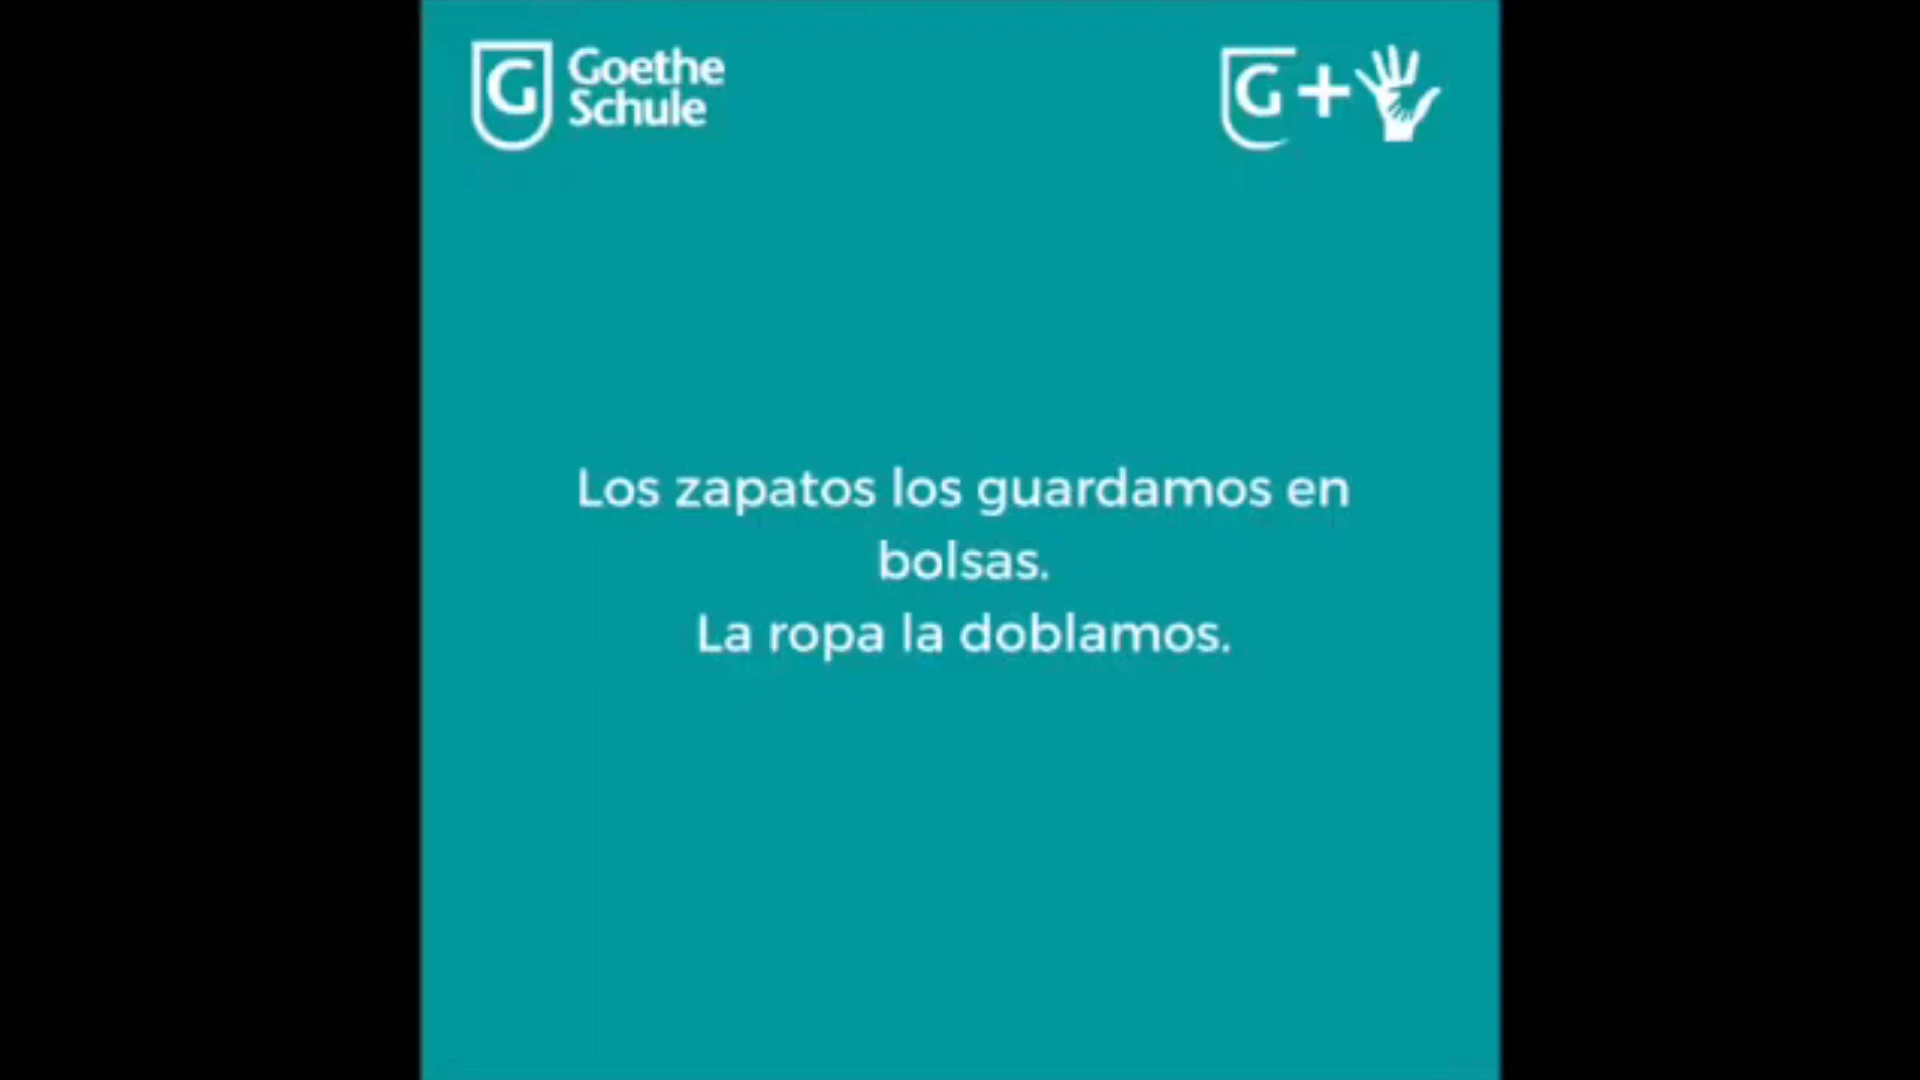 Goethe
Schule
G
G+
Los zapatos los guardamos en
bolsas.
La ropa la doblamos.